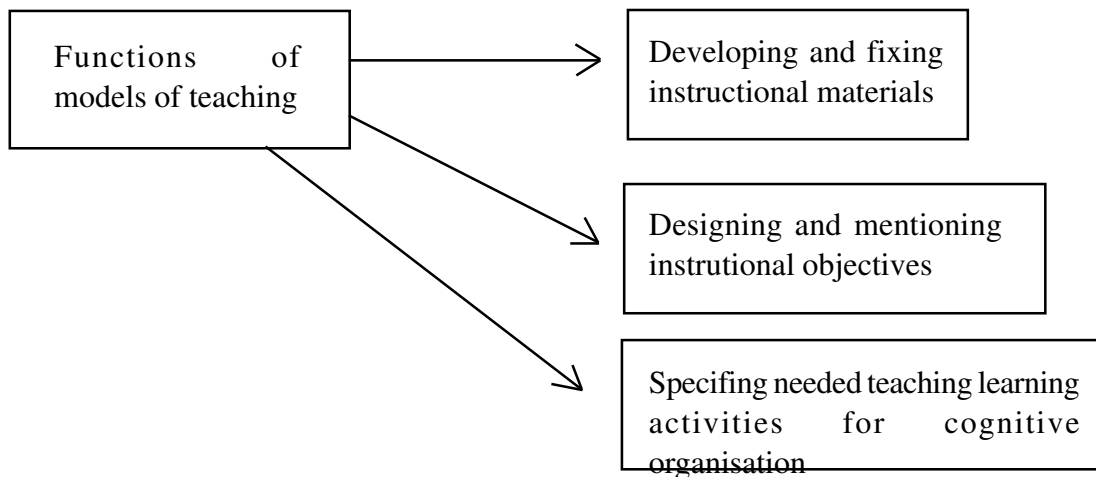 Functions of
models of teaching
Developing and fixing
instructional materials
Designing and mentioning
instrutional objectives
Specifing needed teaching learning
activities for cognitive
organisation